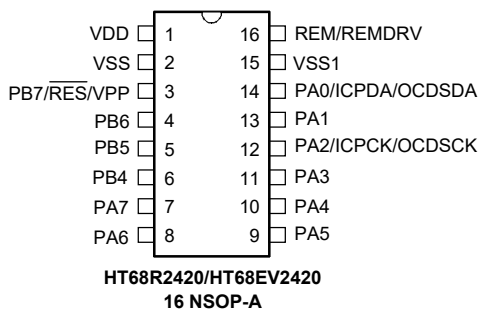 VDD 1 16 REM/REMDRV
VSS 2 15 VSS1
PB7/RES/VPP 3 14 PA0/ICPDA/OCDSDA
PB6 4 13 PA1
PB5 5 12 PA2/ICPCK/OCDSCK
PB4 6 11 PA3
PA7 7 10 PA4
PA6 8 9 PA5
HT68R2420/HT68EV2420
16 NSOP-A